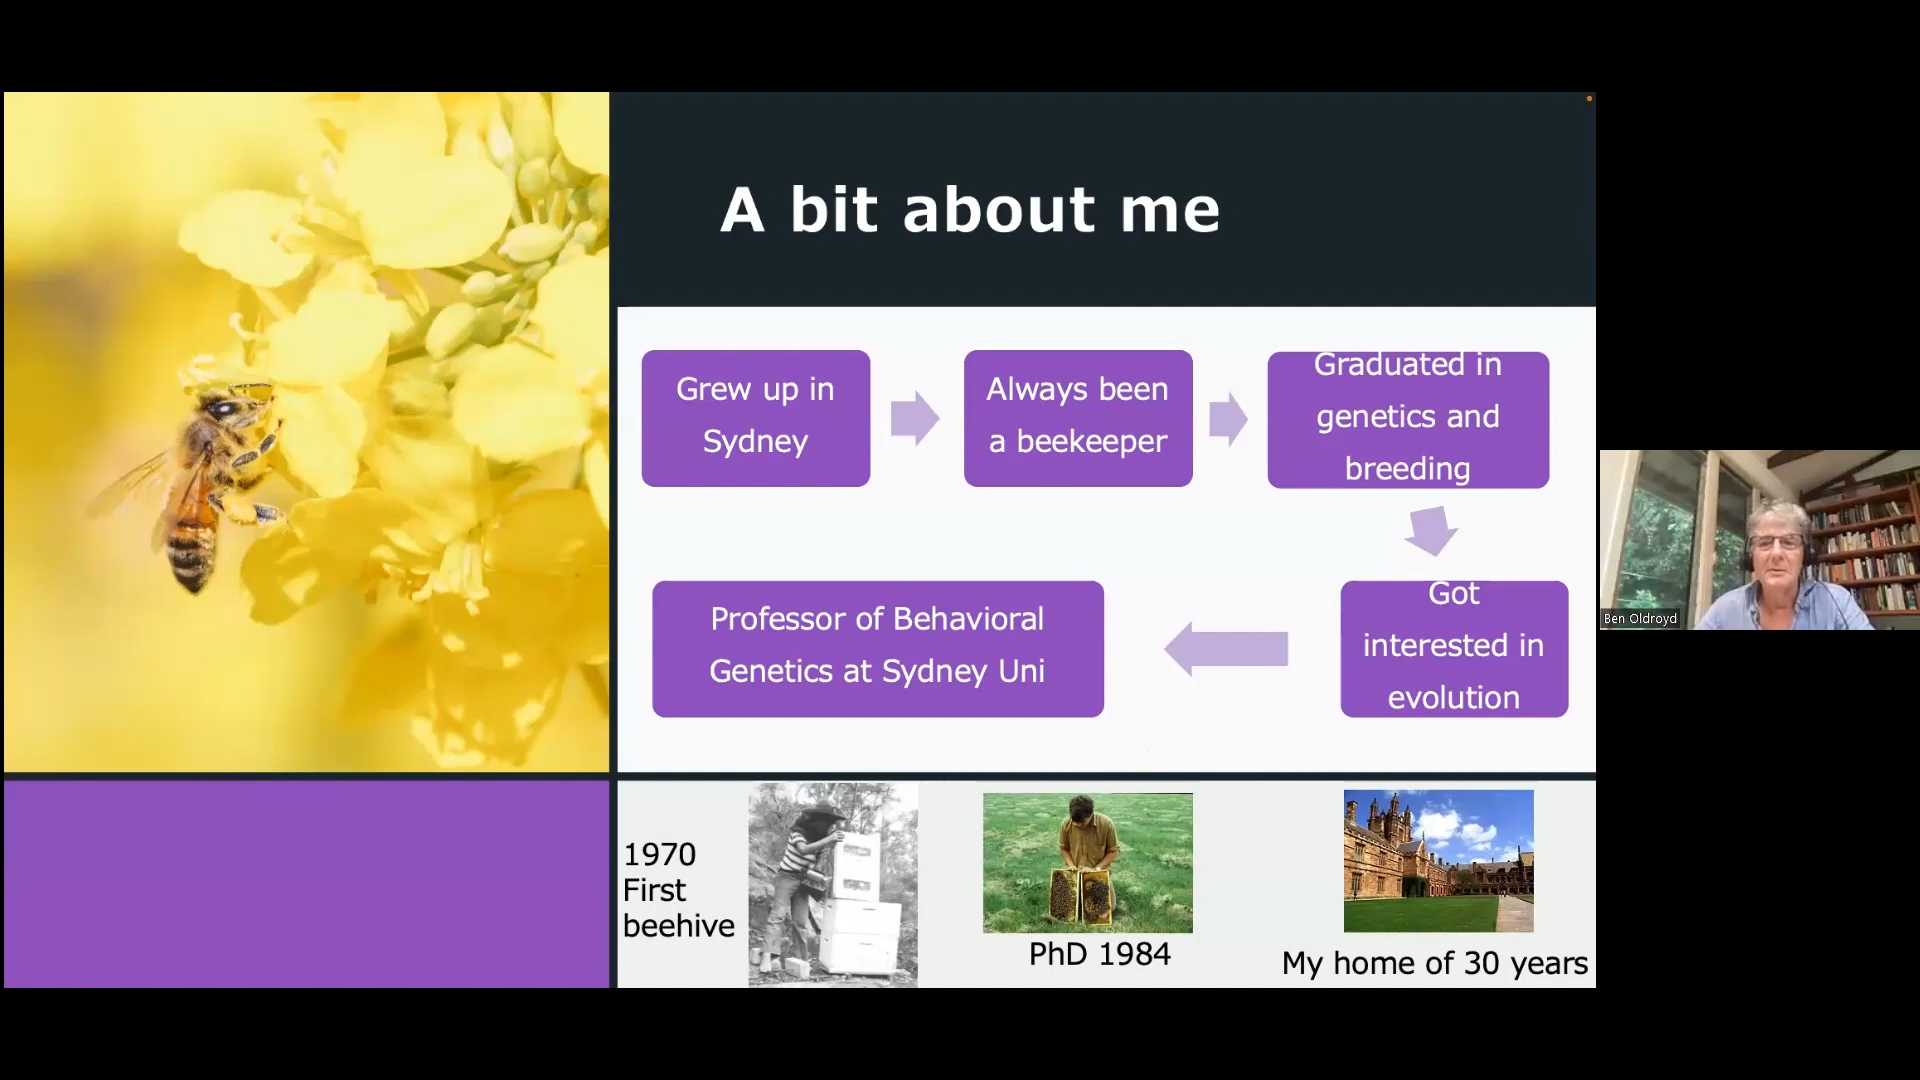 A bit about me
Grew up in
Sydney
Always been
a beekeeper
Graduated in
genetics and
breeding
Got
interested in
evolution
Professor of Behavioral
Genetics at Sydney Uni
1970
First
beehive
PhD 1984
My home of 30 years
Ben Oldroyd